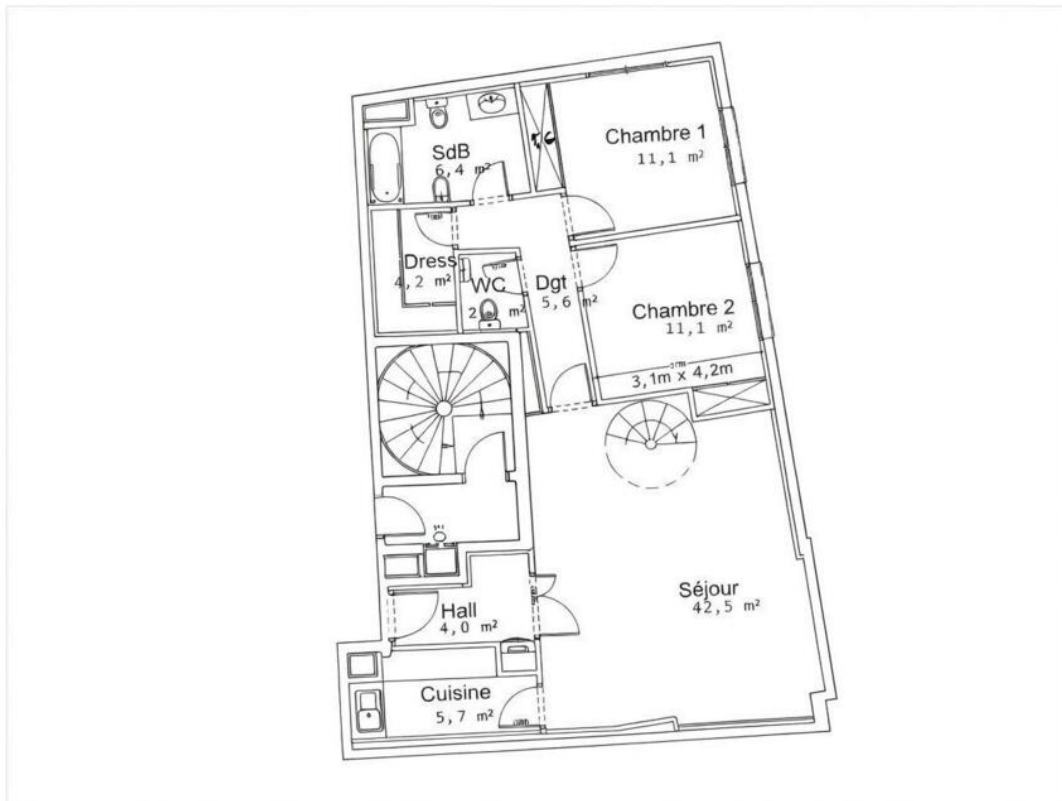 Chambre 1
11,1 m²
SdB
6,4 m²
Dress
4,2 m²
WC
2 m²
Dgt
5,6 m²
Chambre 2
11,1 m²
3,1m x 4,2m
Séjour
42,5 m²
Hall
4,0 m²
Cuisine
5,7 m²